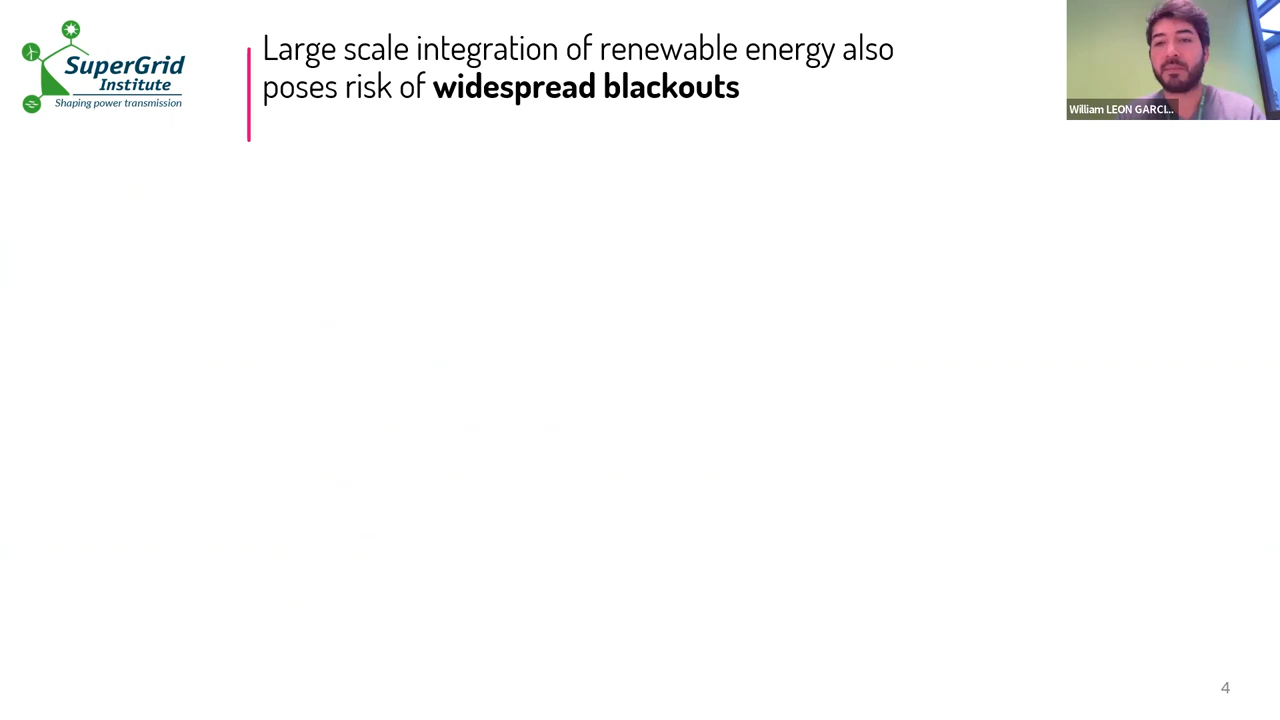 SuperGrid
Institute
Shaping power transmission
Large scale integration of renewable energy also
poses risk of widespread blackouts
William LEON GARCI...
4